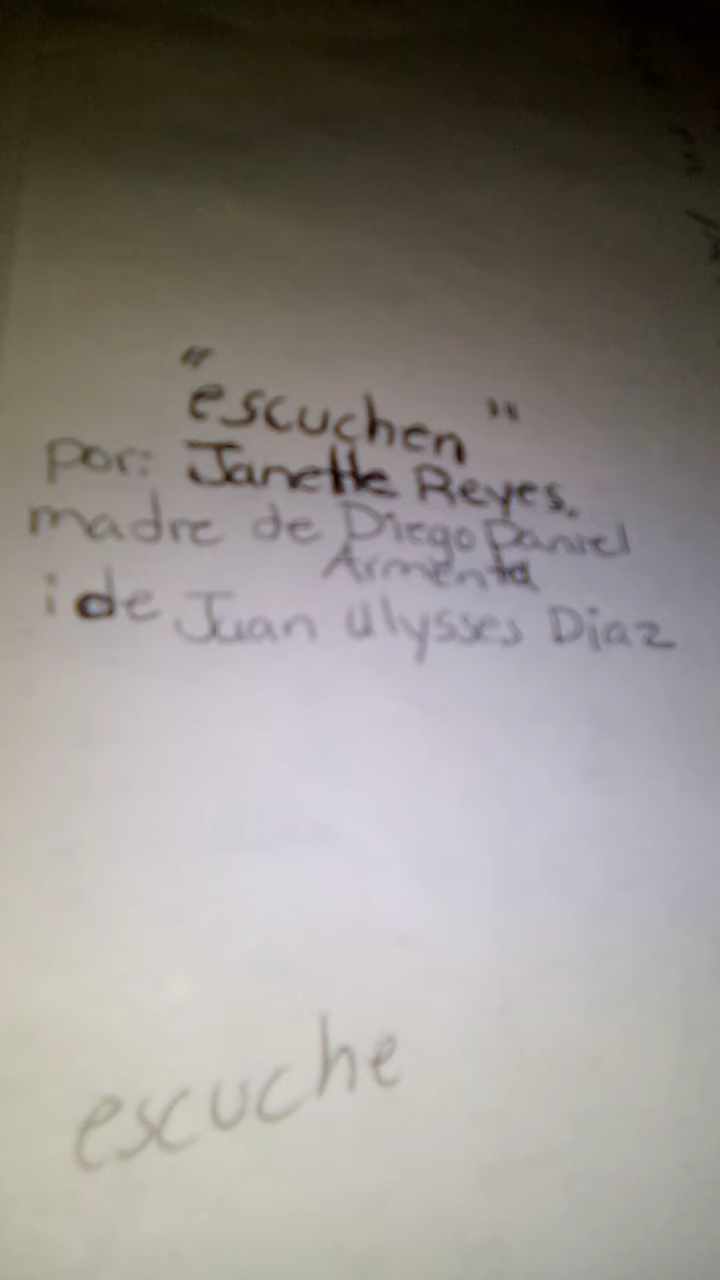 "escuchen"
por: Janette Reyes.
madre de Diego Daniel
Armenta
i de Juan Ulysses Diaz
escuche